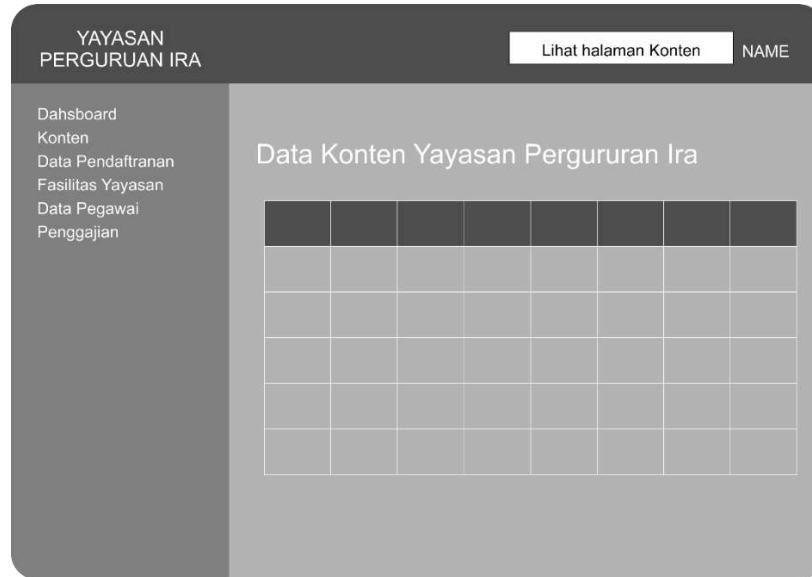 YAYASAN
PERGURUAN IRA
Lihat halaman Konten
NAME
Dahsboard
Konten
Data Pendaftranan
Fasilitas Yayasan
Data Pegawai
Penggajian
Data Konten Yayasan Pergururan Ira